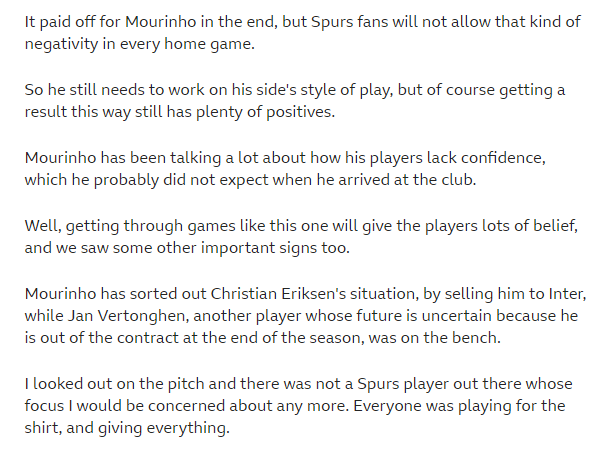 It paid off for Mourinho in the end, but Spurs fans will not allow that kind of
negativity in every home game.
So he still needs to work on his side's style of play, but of course getting a
result this way still has plenty of positives.
Mourinho has been talking a lot about how his players lack confidence,
which he probably did not expect when he arrived at the club.
Well, getting through games like this one will give the players lots of belief,
and we saw some other important signs too.
Mourinho has sorted out Christian Eriksen's situation, by selling him to Inter,
while Jan Vertonghen, another player whose future is uncertain because he
is out of the contract at the end of the season, was on the bench.
I looked out on the pitch and there was not a Spurs player out there whose
focus I would be concerned about any more. Everyone was playing for the
shirt, and giving everything.